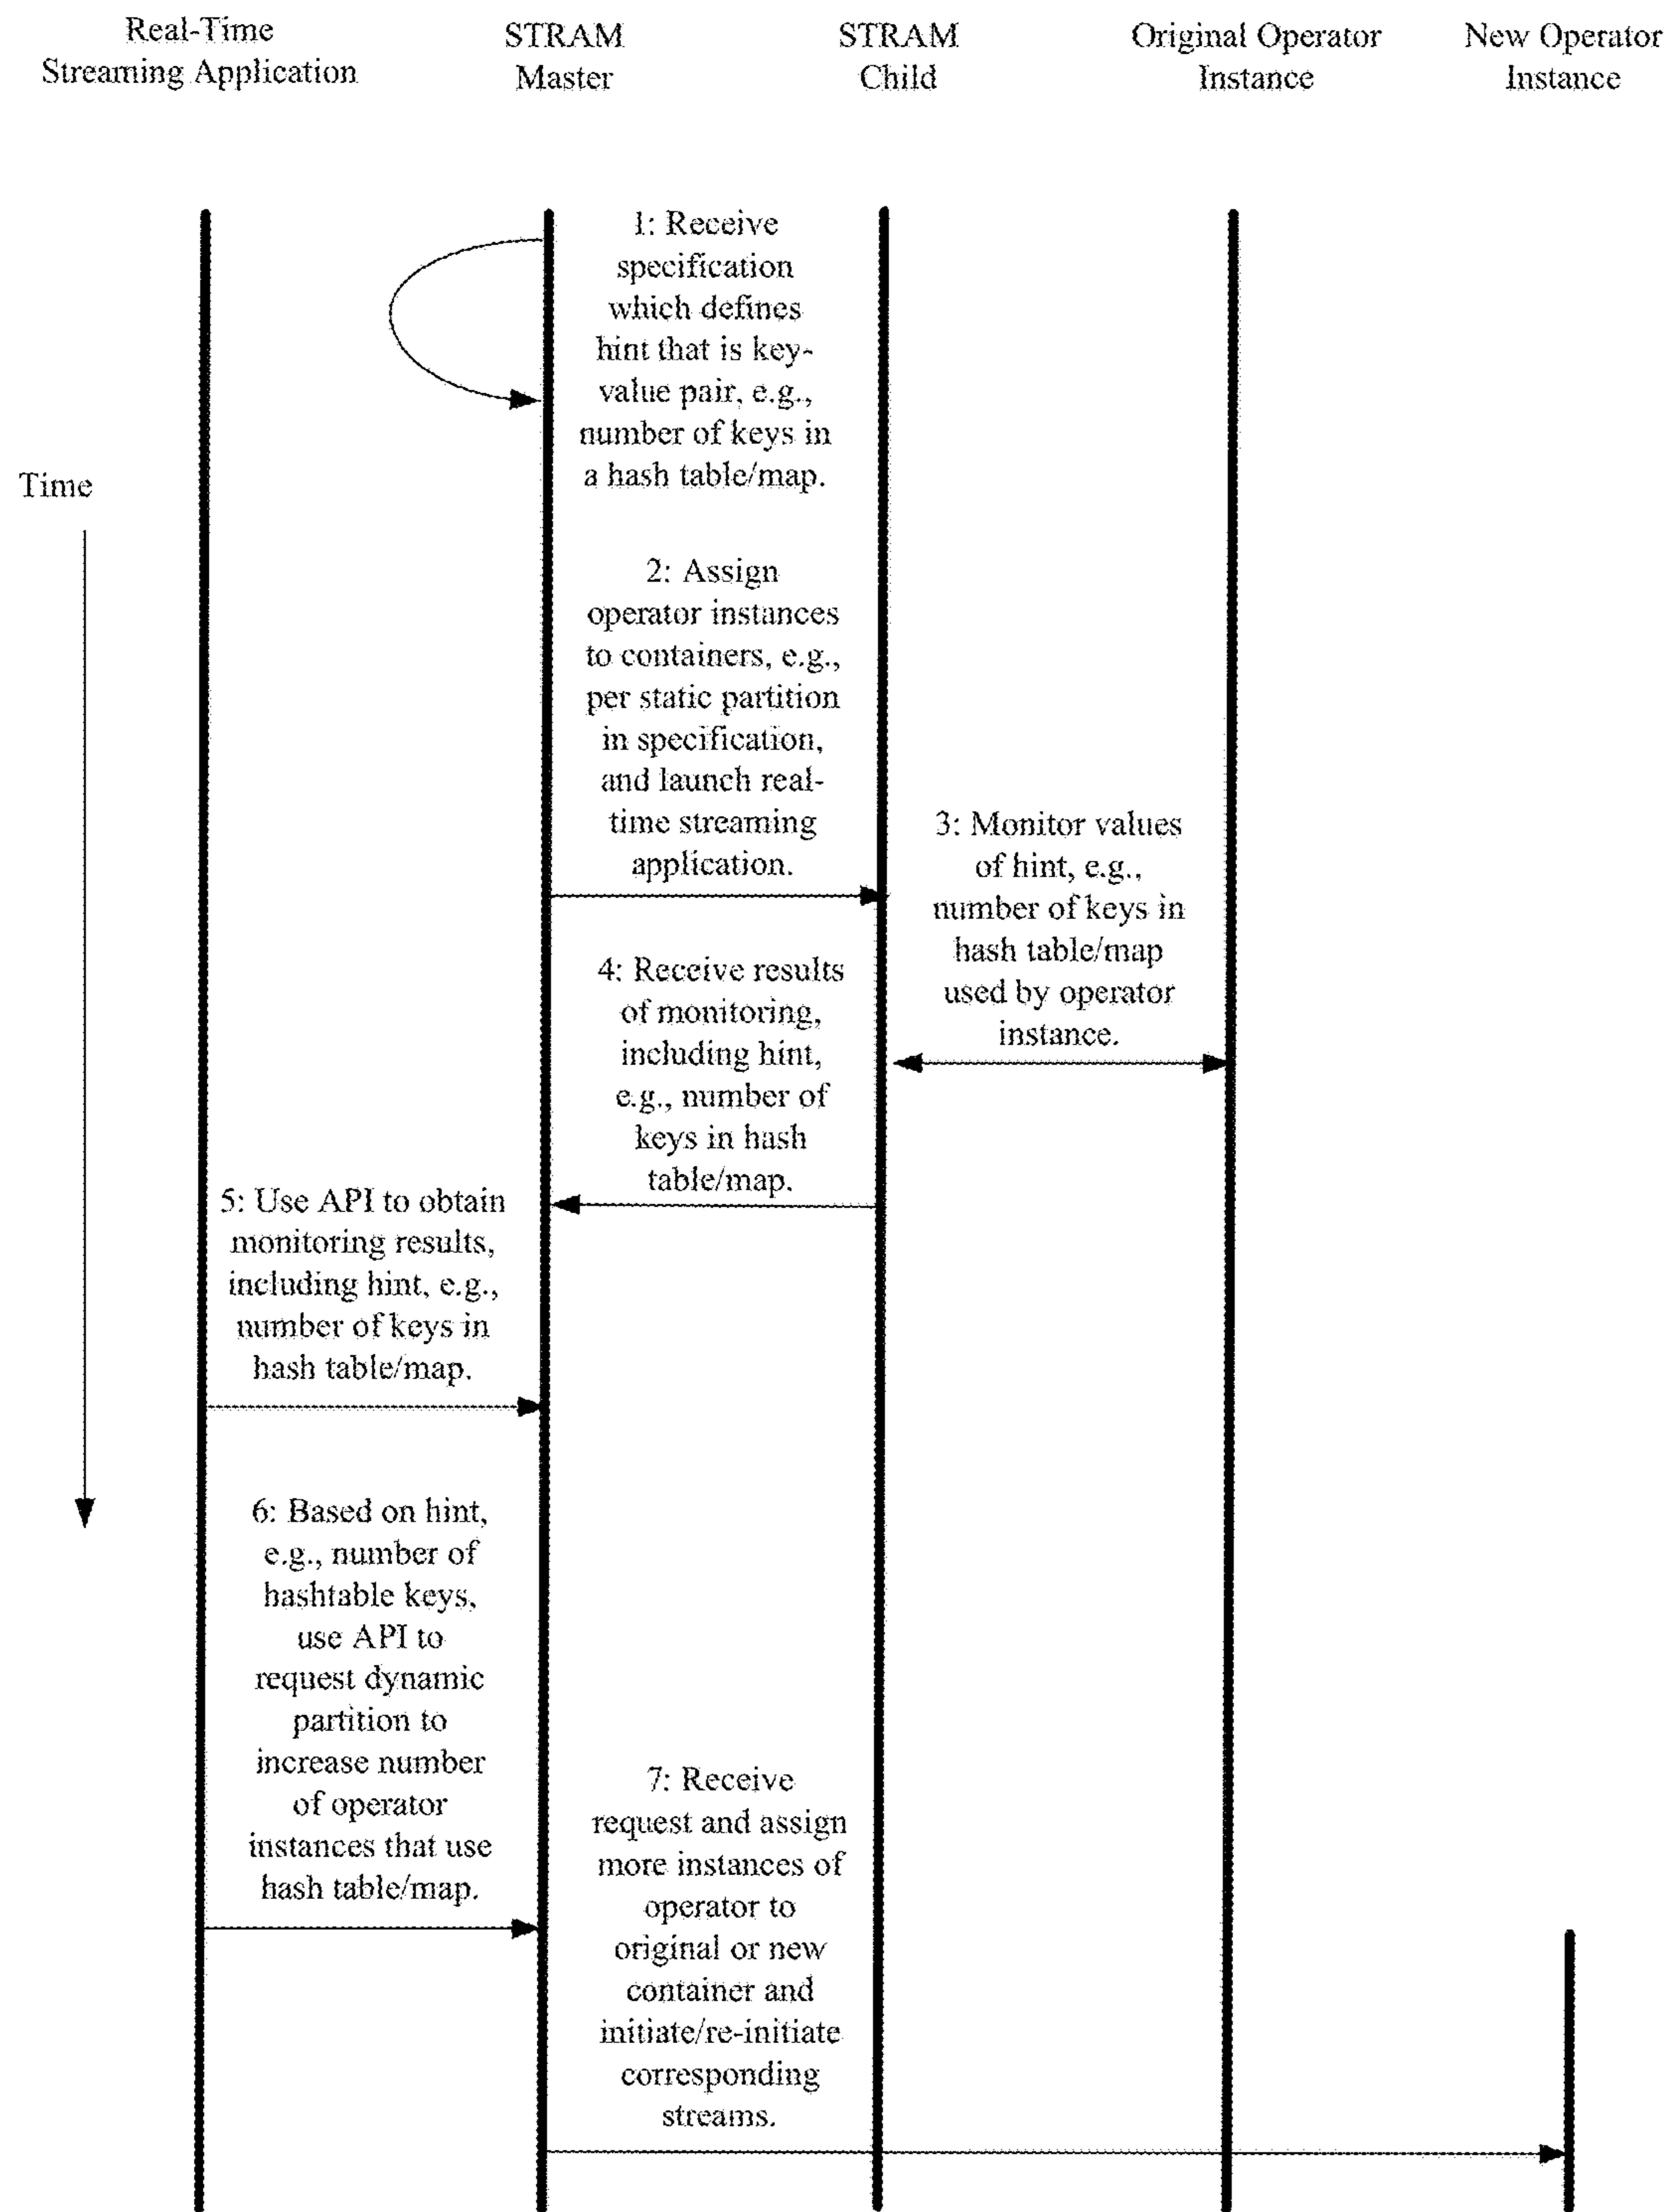 Real-Time
Streaming Application
STRAM
Master
STRAM
Child
Original Operator
Instance
New Operator
Instance
1: Receive
specification
which defines
hint that is key-
value pair, e.g.,
number of keys in
a hash table/map.
Time
2: Assign
operator instances
to containers, e.g.,
per static partition
in specification,
and launch real-
time streaming
application.
3: Monitor values
of hint, e.g.,
number of keys in
hash table/map
used by operator
instance.
4: Receive results
of monitoring,
including hint,
e.g., number of
keys in hash
table/map.
5: Use API to obtain
monitoring results,
including hint, e.g.,
number of keys in
hash table/map.
6: Based on hint,
e.g., number of
hashtable keys,
use API to
request dynamic
partition to
increase number
of operator
instances that use
hash table/map.
7: Receive
request and assign
more instances of
operator to
original or new
container and
initiate/re-initiate
corresponding
streams.